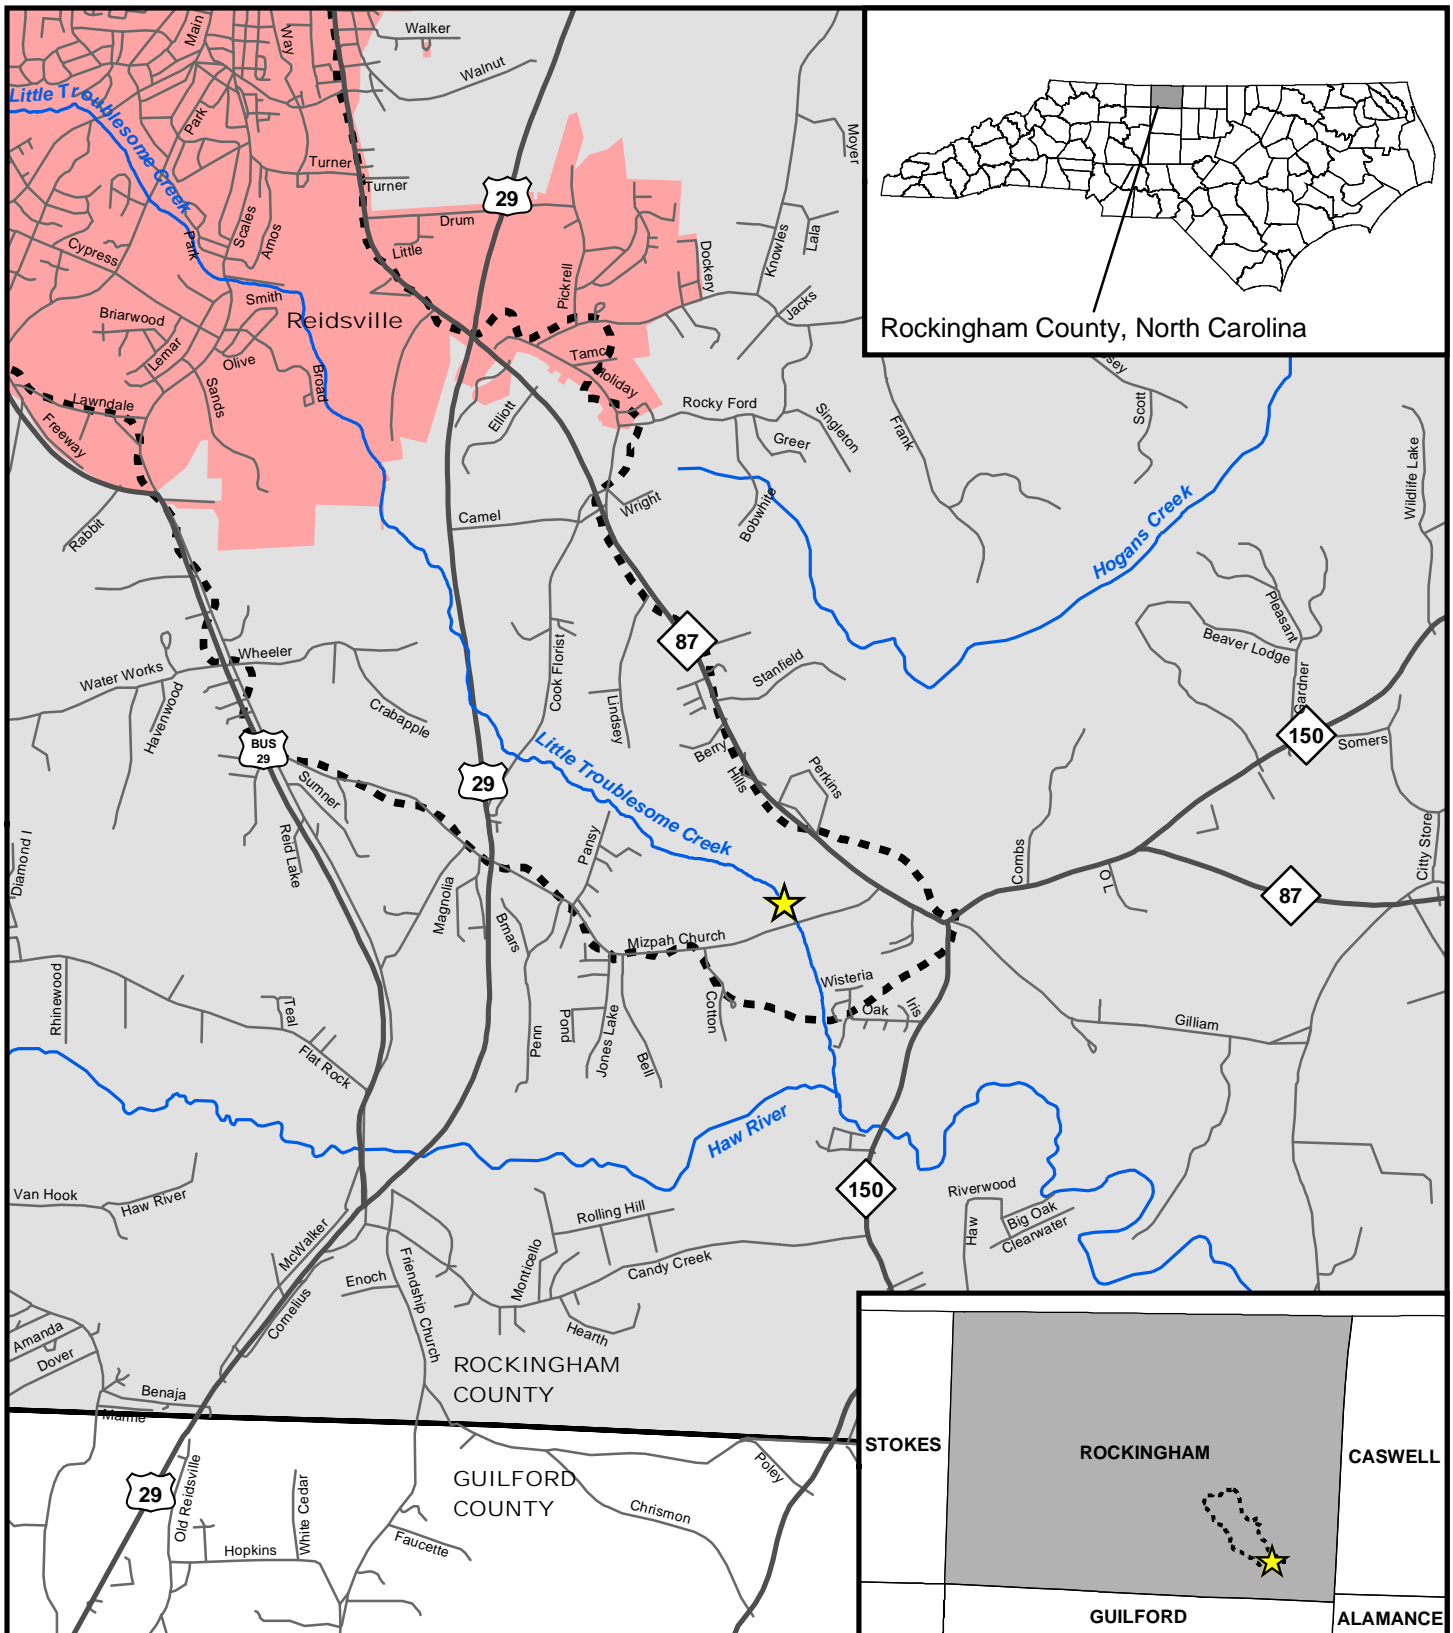 Main
Way
Walker
Walnut
Little Troublesome Creek
Park
Turner
Turner
29
Moyer
Drum
Little
Scales
Amos
Park
Cypress
Pickrell
Dockery
Knowles
Lala
Jacks
Smith
Reidsville
Briarwood
Lemar
Olive
Broad
Sands
Tamco
Holiday
Rockingham County, North Carolina
Lawndale
Freeway
Elliott
Rocky Ford
Greer
Singleton
Frank
Scott
Wildlife Lake
Rabbit
Camel
Wright
Bobwhite
Hogans Creek
Pleasant
Beaver Lodge
Gardner
87
Wheeler
Water Works
Havenwood
Crabapple
Cook Florist
Lindsey
Stanfield
Berry
Hills
Perkins
150
Somers
BUS
29
Sumner
29
Little Troublesome Creek
Reid Lake
Diamond I
Pansy
Magnolia
Bmars
Combs
O L
87
Citty Store
Mizpah Church
Wisteria
Oak
Iris
Cotton
Rhinewood
Teal
Flat Rock
Penn
Pond
Jones Lake
Bell
Gilliam
Haw River
Van Hook
Haw River
150
Riverwood
Haw
Big Oak
Clearwater
McWalker
Cornelius
Enoch
Friendship Church
Monticello
Rolling Hill
Candy Creek
Hearth
Amanda
Dover
Benaja
Marne
ROCKINGHAM
COUNTY
GUILFORD
COUNTY
29
Old Reidsville
White Cedar
Hopkins
Faucette
Chrismon
Poley
STOKES
ROCKINGHAM
CASWELL
GUILFORD
ALAMANCE